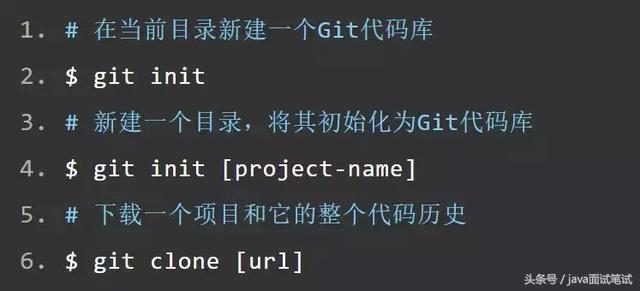 1. # 在当前目录新建一个Git代码库
2. $ git init
3. # 新建一个目录，将其初始化为Git代码库
4. $ git init [project-name]
5. # 下载一个项目和它的整个代码历史
6. $ git clone [url]
头条号 / java面试笔试